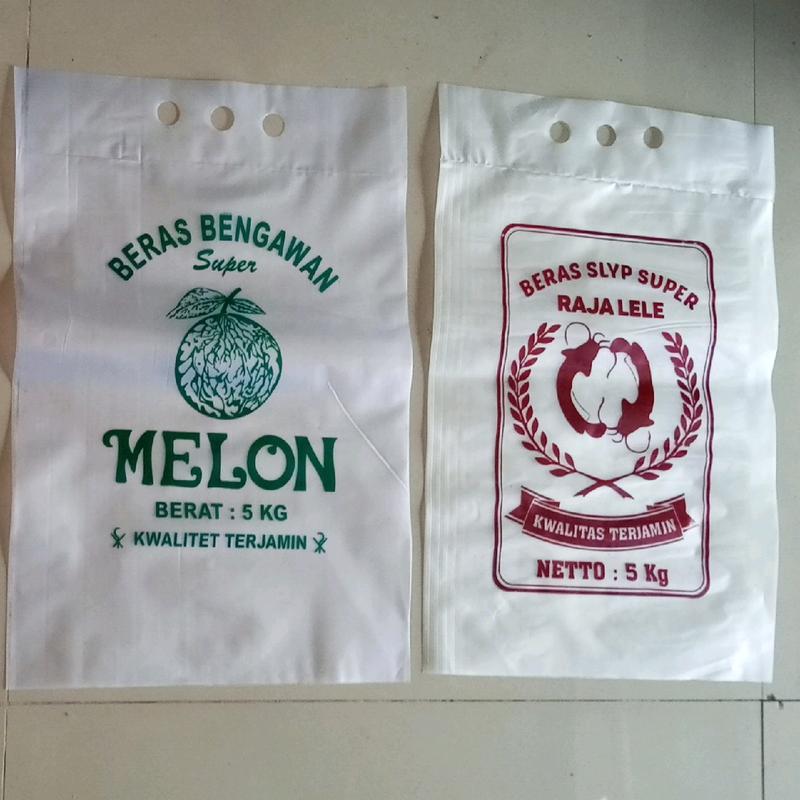 BERAS BENGAWAN
Super
MELON
BERAT : 5 KG
KWALITET TERJAMIN
BERAS SLYP SUPER
RAJA LELE
KWALITAS TERJAMIN
NETTO : 5 Kg